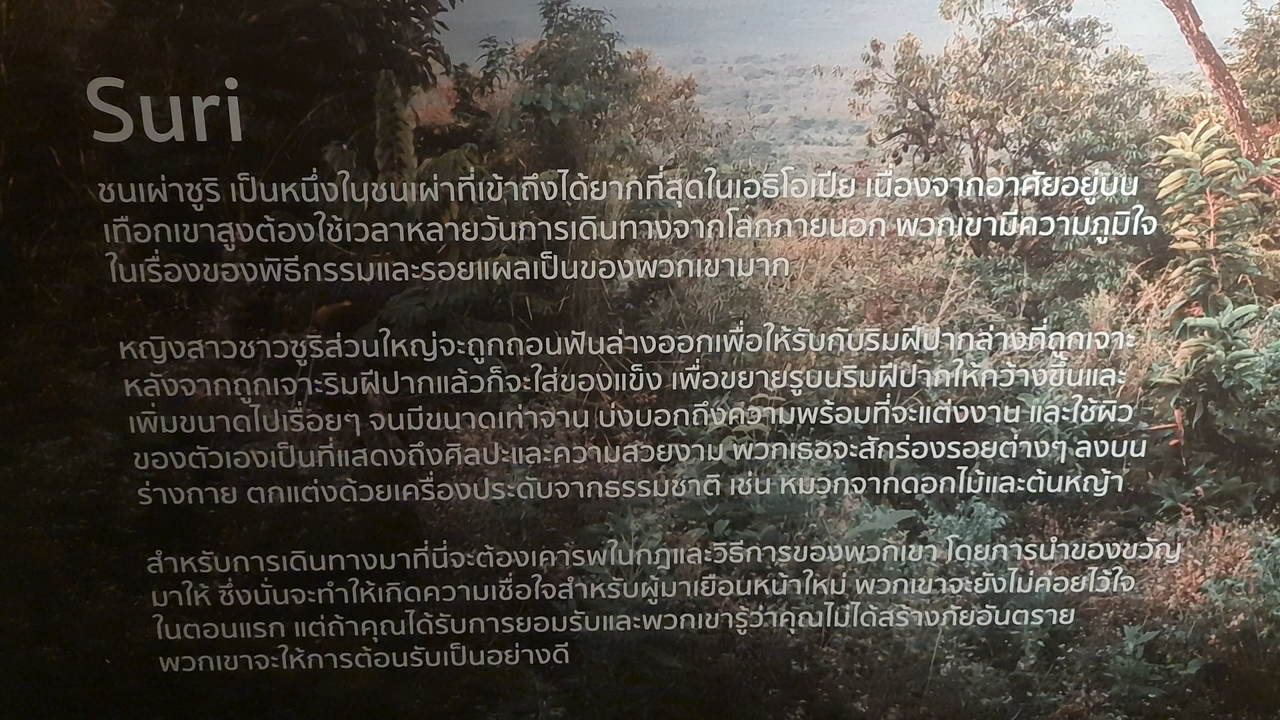 Suri
ชนเผ่าซูริ เป็นหนึ่งในชนเผ่าที่เข้าถึงได้ยากที่สุดในเอธิโอเปีย เนื่องจากอาศัยอยู่บน
เทือกเขาสูงต้องใช้เวลาหลายวันการเดินทางจากโลกภายนอก พวกเขามีความภูมิใจ
ในเรื่องของพิธีกรรมและรอยแผลเป็นของพวกเขามาก
หญิงสาวชาวซูริส่วนใหญ่จะถูกถอนฟันล่างออกเพื่อให้รับกับริมฝีปากล่างที่ถูกเจาะ
หลังจากถูกเจาะริมฝีปากแล้วก็จะใส่ของแข็ง เพื่อขยายรูบนริมฝีปากให้กว้างขึ้นและ
เพิ่มขนาดไปเรื่อยๆ จนมีขนาดเท่าจาน บ่งบอกถึงความพร้อมที่จะแต่งงาน และใช้ผิว
ของตัวเองเป็นที่แสดงถึงศิลปะและความสวยงาม พวกเธอจะสักร่องรอยต่างๆ ลงบน
ร่างกาย ตกแต่งด้วยเครื่องประดับจากธรรมชาติ เช่น หมวกจากดอกไม้และต้นหญ้า
สำหรับการเดินทางมาที่นี่จะต้องเคารพในกฎและวิธีการของพวกเขา โดยการนำของขวัญ
มาให้ ซึ่งนั่นจะทำให้เกิดความเชื่อใจสำหรับผู้มาเยือนหน้าใหม่ พวกเขาจะยังไม่ค่อยไว้ใจ
ในตอนแรก แต่ถ้าคุณได้รับการยอมรับและพวกเขารู้ว่าคุณไม่ได้สร้างภัยอันตราย
พวกเขาจะให้การต้อนรับเป็นอย่างดี